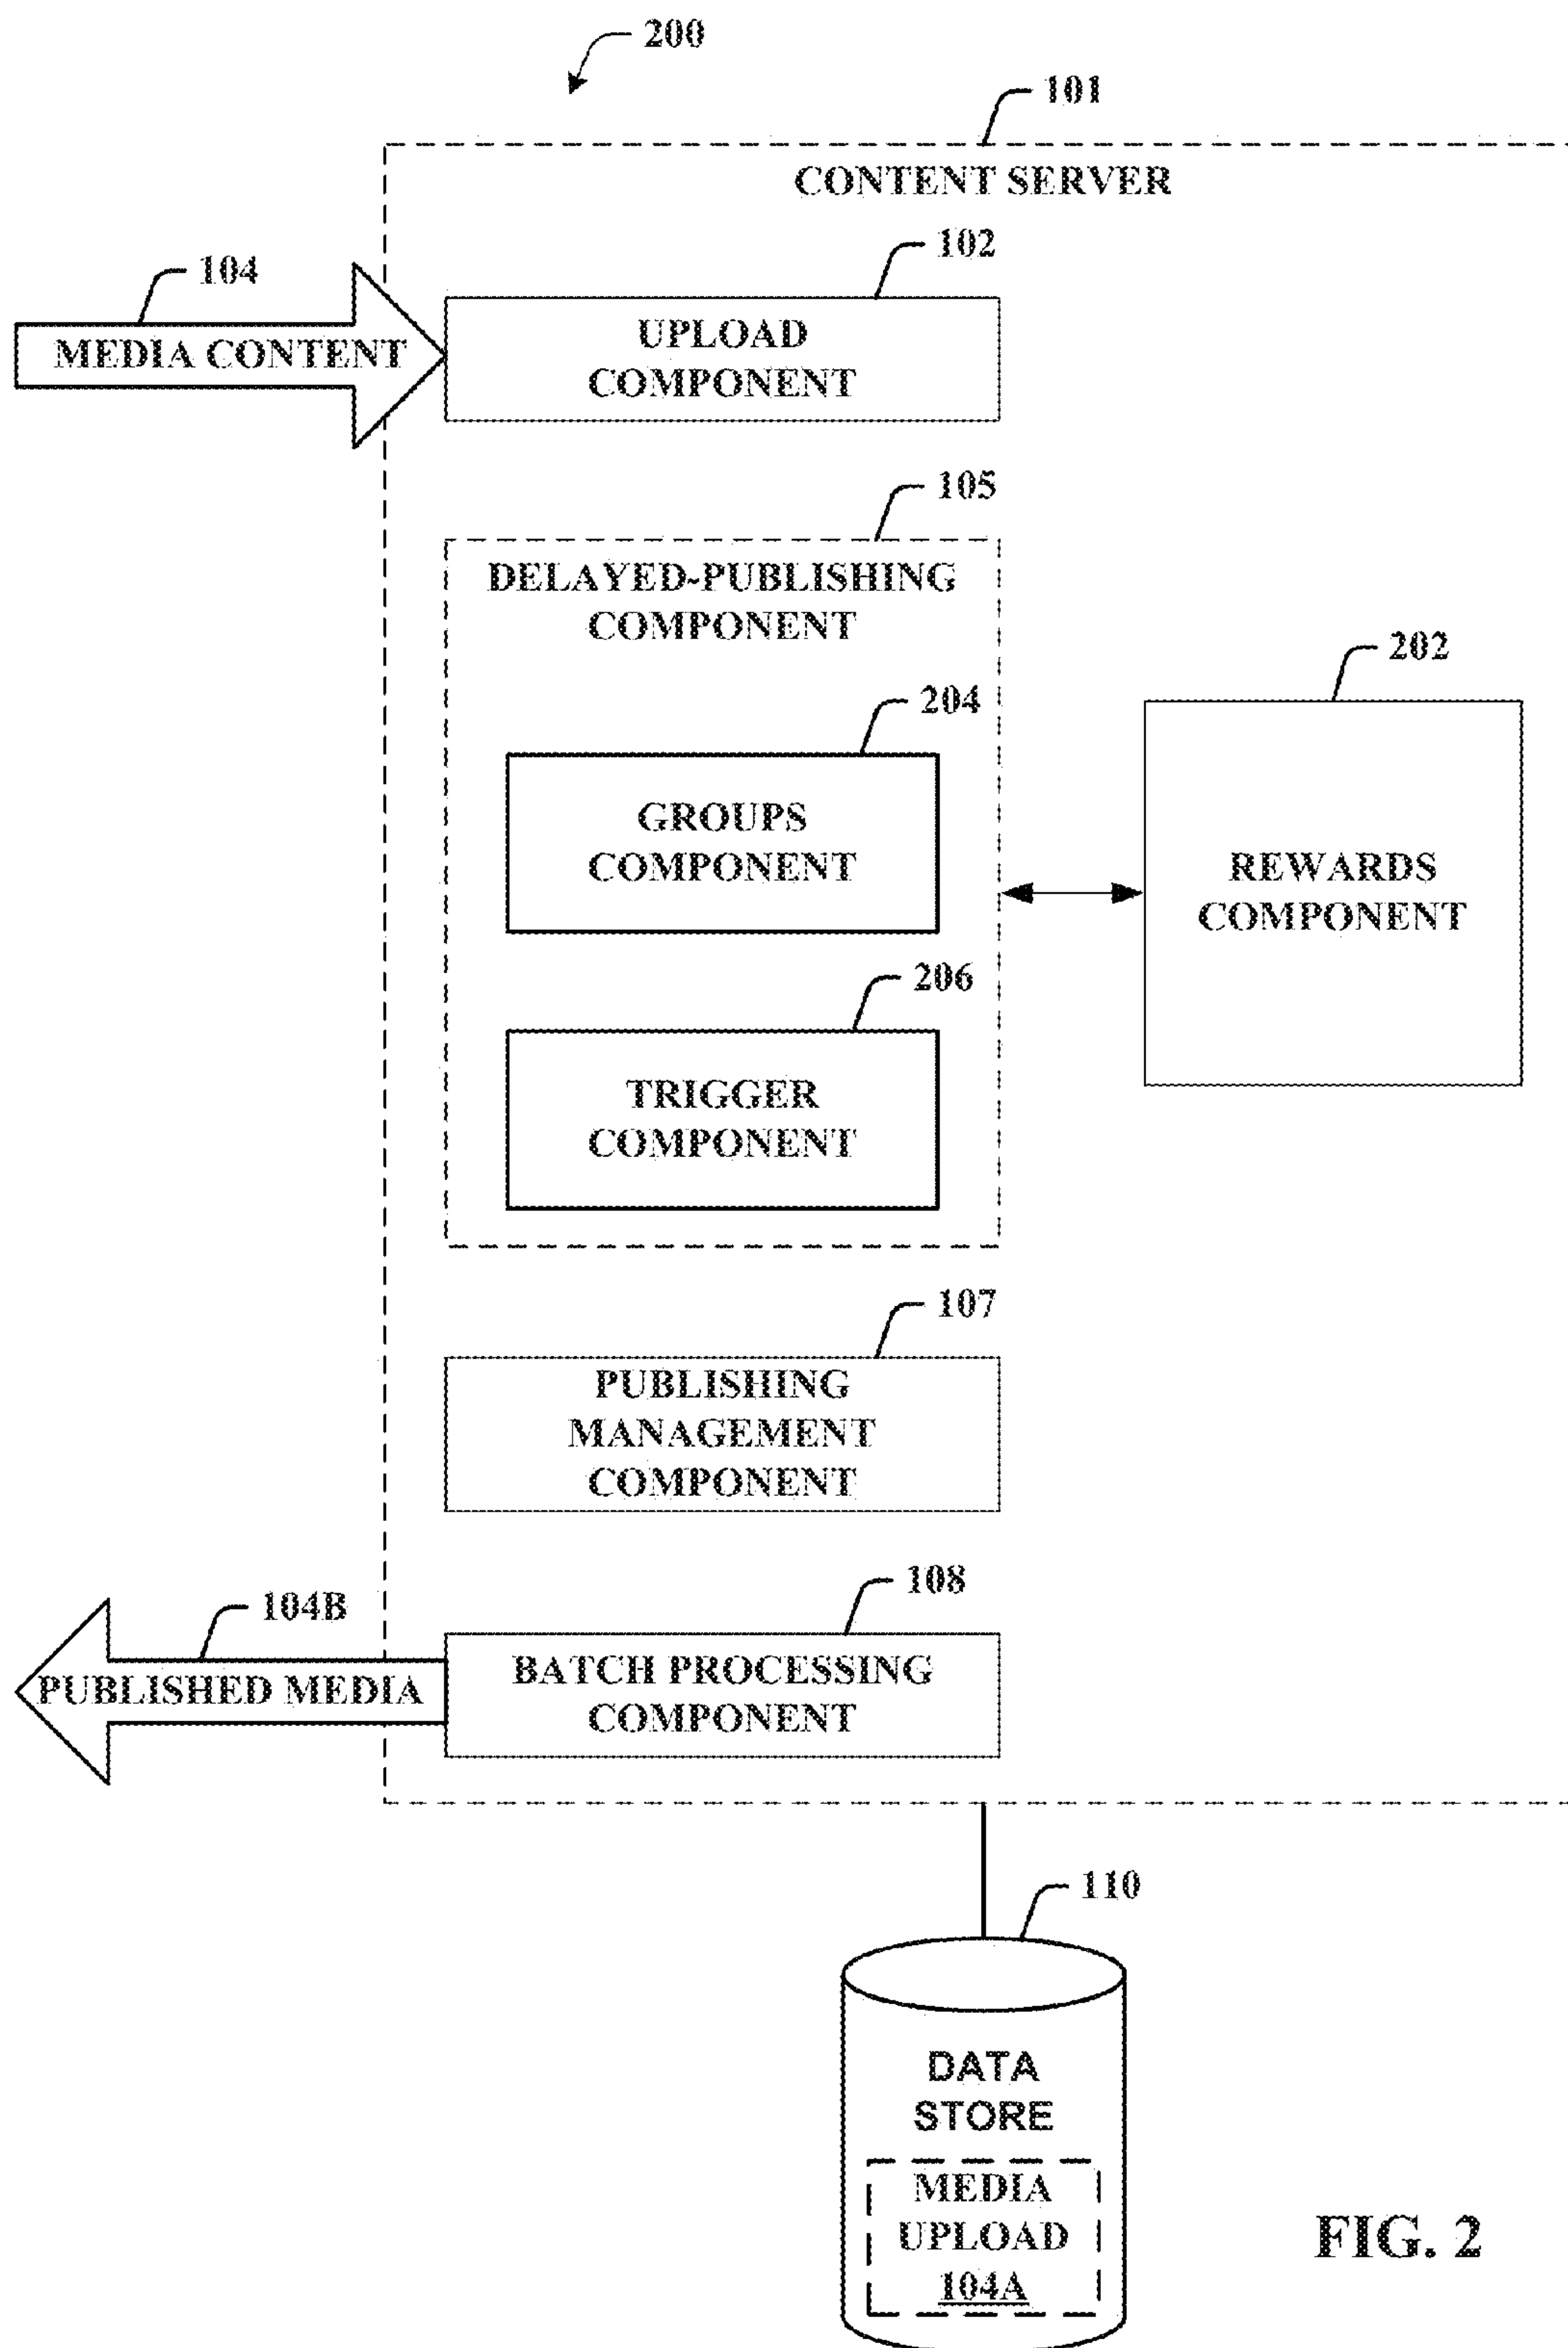 200
101
CONTENT SERVER
102
104
MEDIA CONTENT
UPLOAD
COMPONENT
105
DELAYED-PUBLISHING
COMPONENT
204
GROUPS
COMPONENT
202
REWARDS
COMPONENT
206
TRIGGER
COMPONENT
107
PUBLISHING
MANAGEMENT
COMPONENT
108
104B
PUBLISHED MEDIA
BATCH PROCESSING
COMPONENT
110
DATA
STORE
MEDIA
UPLOAD
104A
FIG. 2